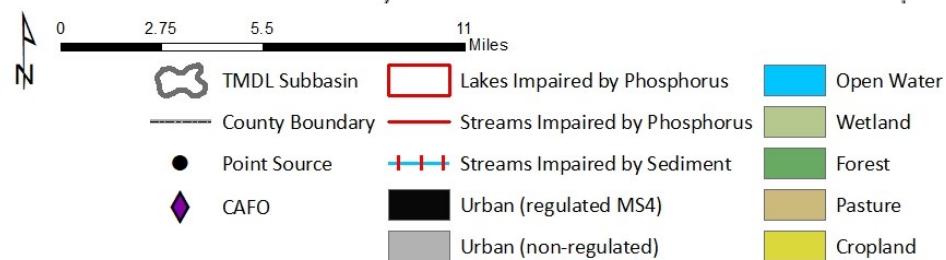 0 2.75 5.5 11
Miles
N
TMDL Subbasin
County Boundary
Point Source
CAFO
Lakes Impaired by Phosphorus
Streams Impaired by Phosphorus
Streams Impaired by Sediment
Urban (regulated MS4)
Urban (non-regulated)
Open Water
Wetland
Forest
Pasture
Cropland